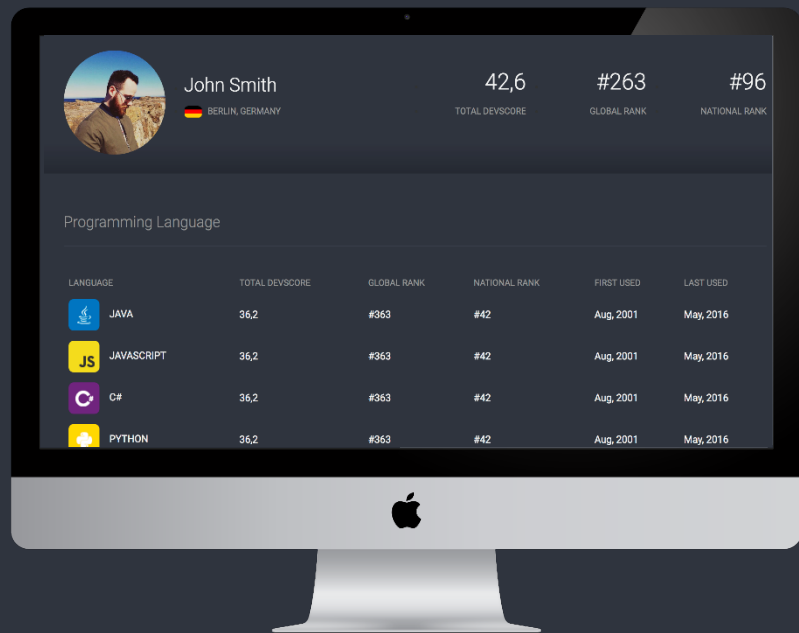 John Smith
BERLIN, GERMANY
42,6
TOTAL DEVSCORE
#263
GLOBAL RANK
#96
NATIONAL RANK
Programming Language
LANGUAGE TOTAL DEVSCORE GLOBAL RANK NATIONAL RANK FIRST USED LAST USED
JAVA 36,2 #363 #42 Aug, 2001 May, 2016
JS JAVASCRIPT 36,2 #363 #42 Aug, 2001 May, 2016
C C# 36,2 #363 #42 Aug, 2001 May, 2016
PYTHON 36,2 #363 #42 Aug, 2001 May, 2016